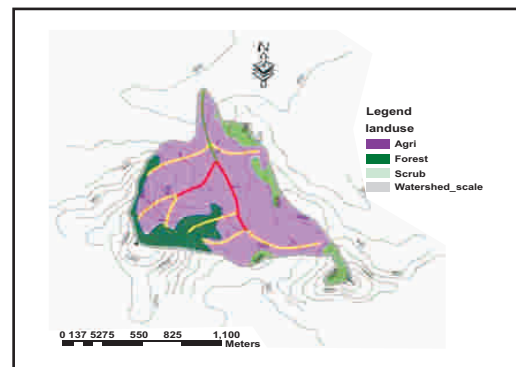 N
Legend
landuse
Agri
Forest
Scrub
Watershed_scale
0 137 5275 550 825 1,100
Meters